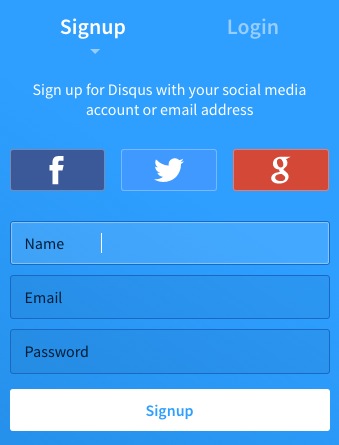 Signup
Login
Sign up for Disqus with your social media
account or email address
f
g
Name
Email
Password
Signup